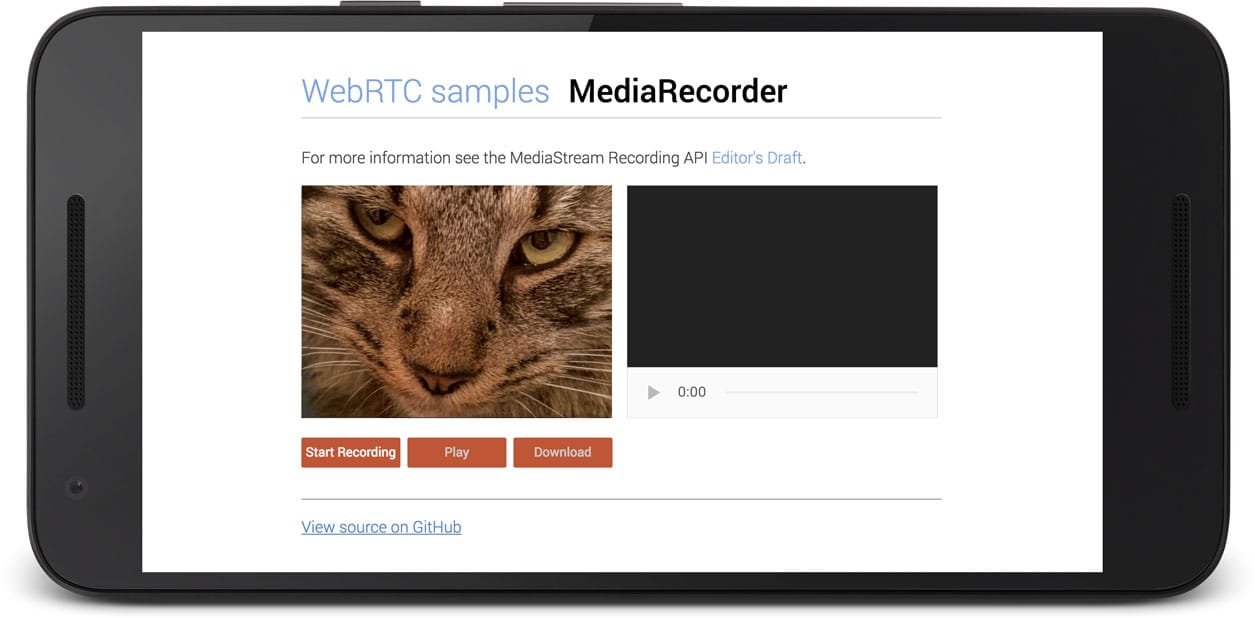 WebRTC samples MediaRecorder
For more information see the MediaStream Recording API Editor's Draft.
0:00
Start Recording Play Download
View source on GitHub